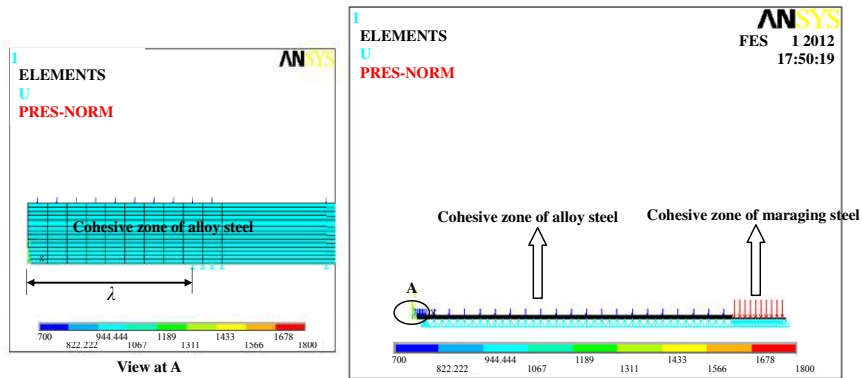 1
ANSYS
ELEMENTS
U
PRES-NORM
Cohesive zone of alloy steel
x
λ
700
822.222
944.444
1067
1189
1311
1433
1566
1678
1800
View at A
1
ANSYS
ELEMENTS
FES 1 2012
U
17:50:19
PRES-NORM
Cohesive zone of alloy steel
Cohesive zone of maraging steel
A
700
822.222
944.444
1067
1189
1311
1433
1566
1678
1800